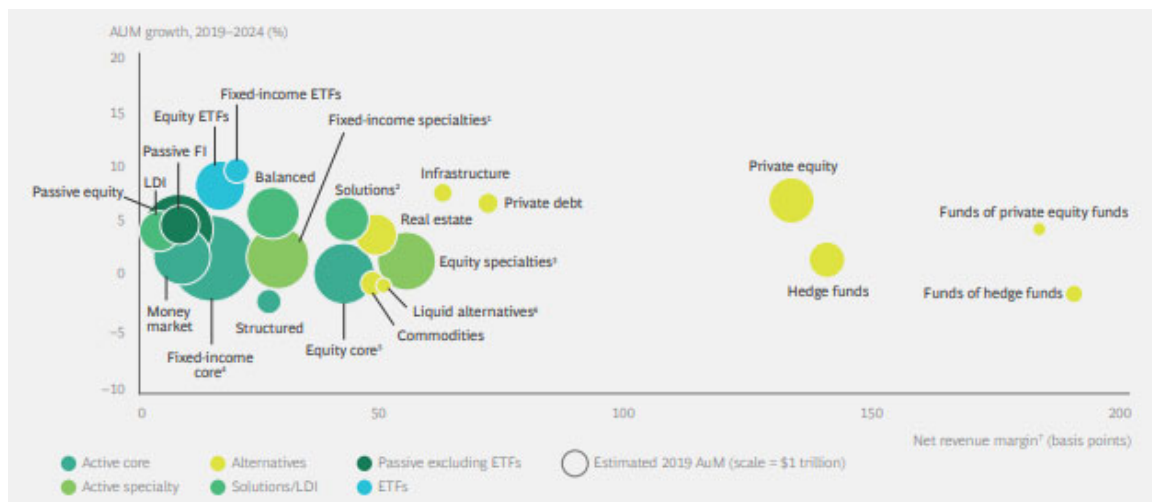 AUM growth, 2019–2024 (%)
20
15
10
5
0
−5
−10
Fixed-income ETFs
Equity ETFs
Fixed-income specialties¹
Passive FI
LDI
Passive equity
Balanced
Solutions²
Infrastructure
Private debt
Real estate
Equity specialties³
Private equity
Hedge funds
Funds of private equity funds
Funds of hedge funds
Money
market
Fixed-income
core⁴
Structured
Equity core⁵
Liquid alternatives⁶
Commodities
0
50
100
150
200
Net revenue margin⁷ (basis points)
Active core
Alternatives
Passive excluding ETFs
Estimated 2019 AuM (scale = $1 trillion)
Active specialty
Solutions/LDI
ETFs